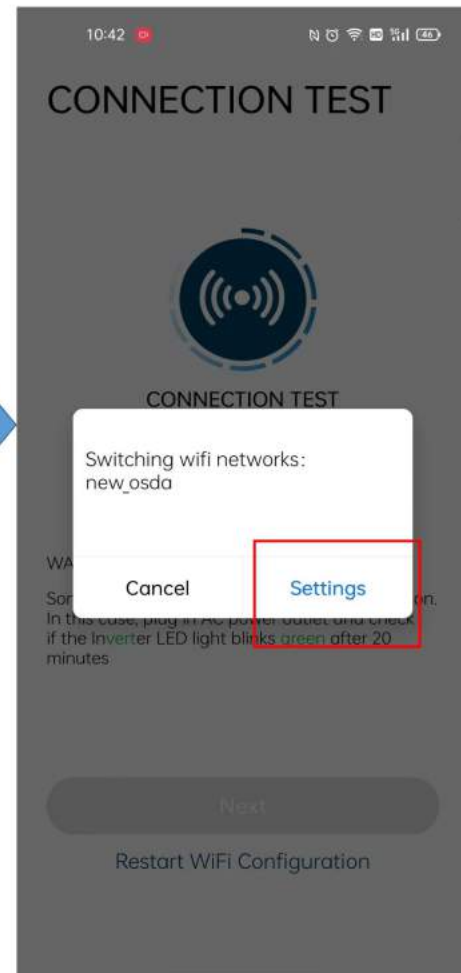 10:42
5G
46
CONNECTION TEST
CONNECTION TEST
Switching wifi networks:
new_osda
Cancel
Settings
WA
Sor
on.
In this case, plug in AC power outlet and check
if the Inverter LED light blinks green after 20
minutes
Next
Restart WiFi Configuration